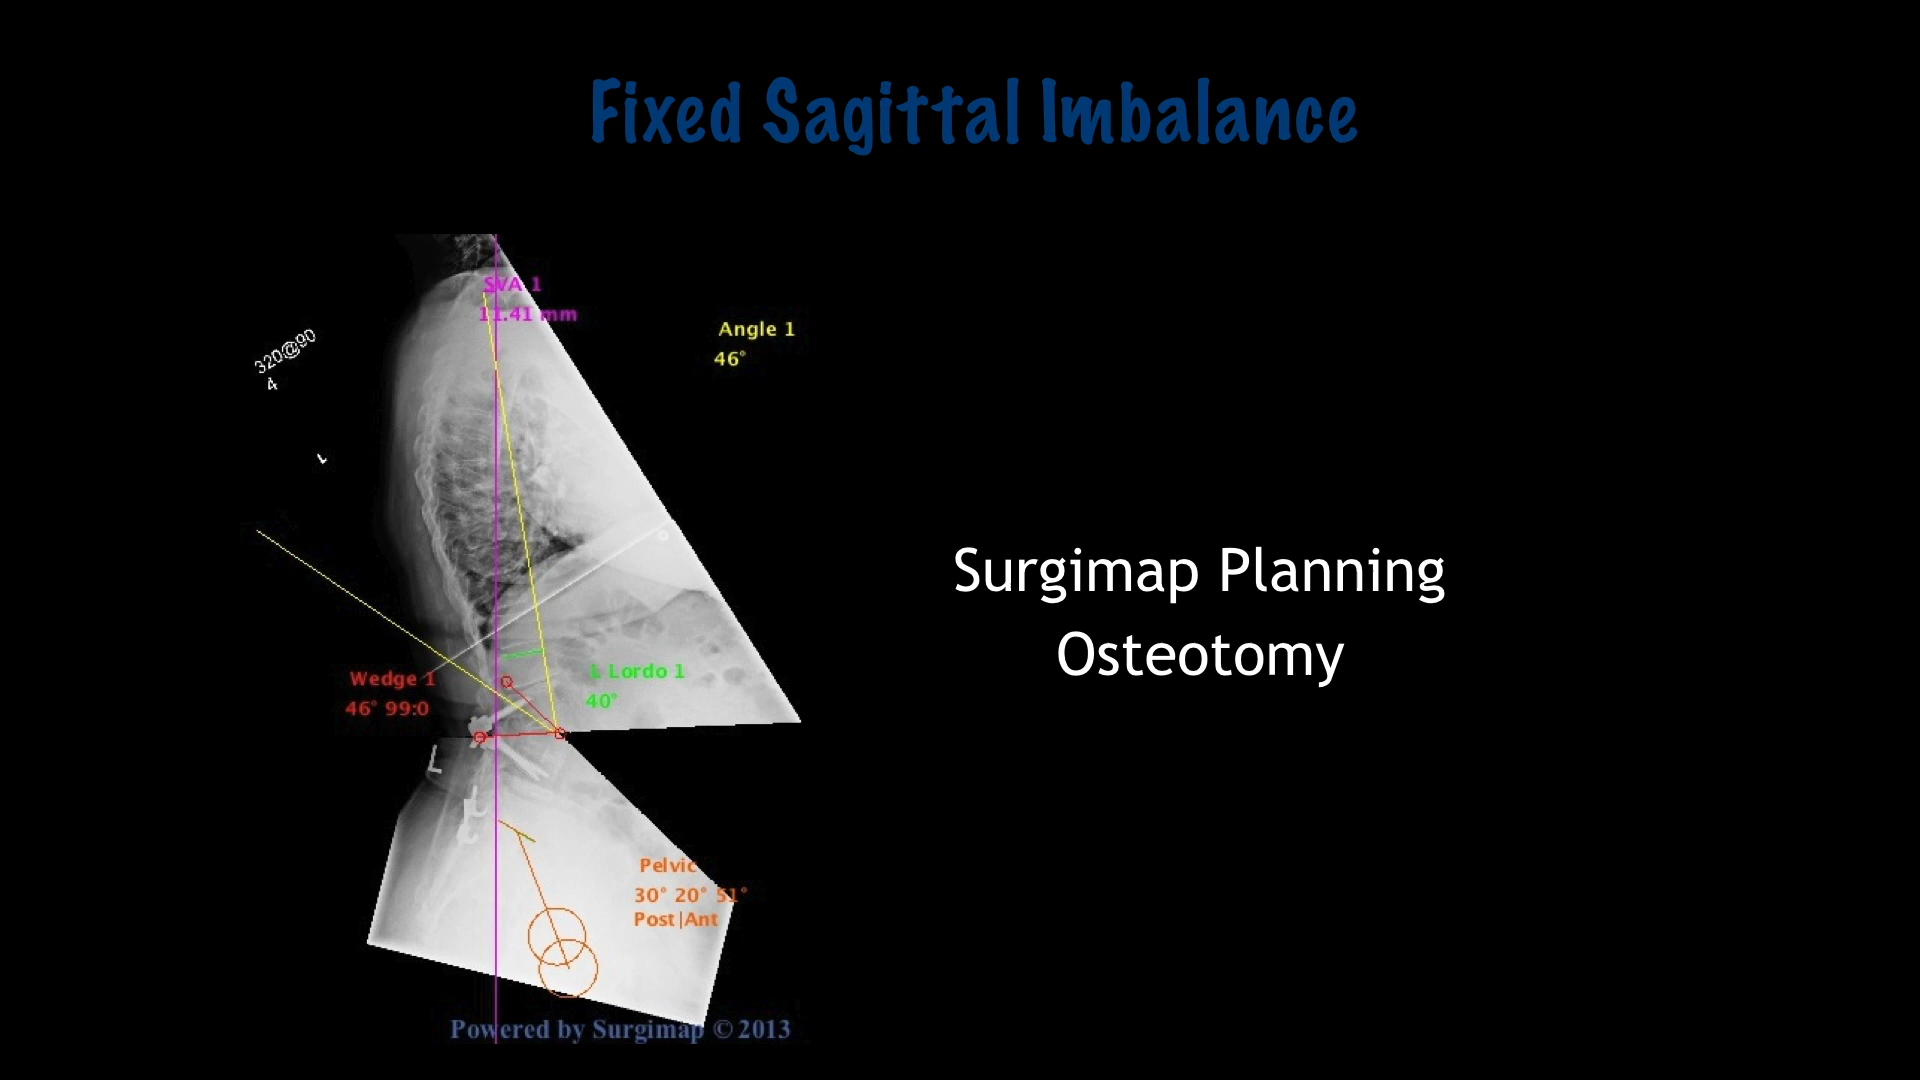 Fixed Sagittal Imbalance
SVA 1
11.41 mm
Angle 1
46°
320@90
4
L
Wedge 1
46° 99:0
L Lordo 1
40°
L
Surgimap Planning
Osteotomy
Pelvic
30° 20° 51°
Post|Ant
Powered by Surgimap © 2013